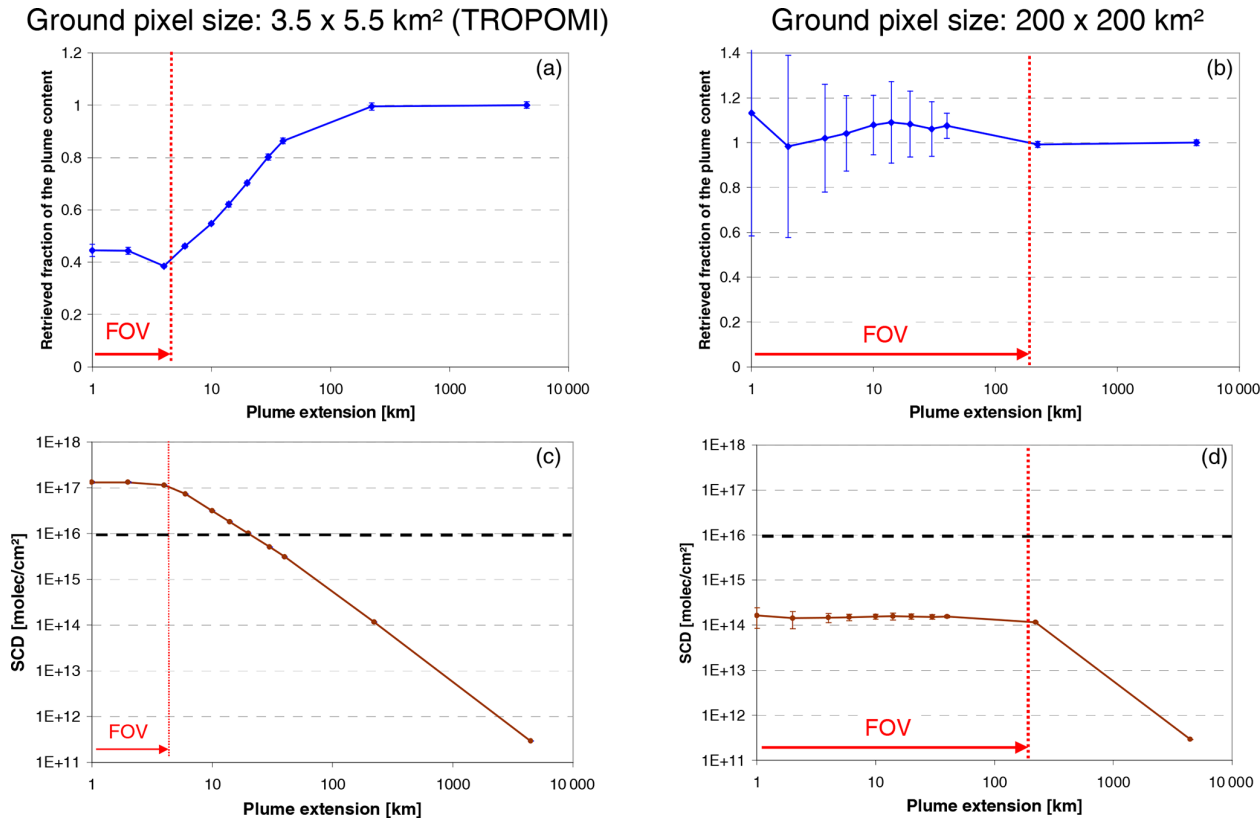 Ground pixel size: 3.5 x 5.5 km² (TROPOMI)
Ground pixel size: 200 x 200 km²
(a)
Retrieved fraction of the plume content
1.2
1
0.8
0.6
0.4
0.2
0
FOV
1
10
100
1000
10 000
Plume extension [km]
(b)
Retrieved fraction of the plume content
1.4
1.2
1
0.8
0.6
0.4
0.2
0
FOV
1
10
100
1000
10 000
Plume extension [km]
(c)
SCD [molec/cm²]
1E+18
1E+17
1E+16
1E+15
1E+14
1E+13
1E+12
1E+11
FOV
1
10
100
1000
10 000
Plume extension [km]
(d)
SCD [molec/cm²]
1E+18
1E+17
1E+16
1E+15
1E+14
1E+13
1E+12
1E+11
FOV
1
10
100
1000
10 000
Plume extension [km]